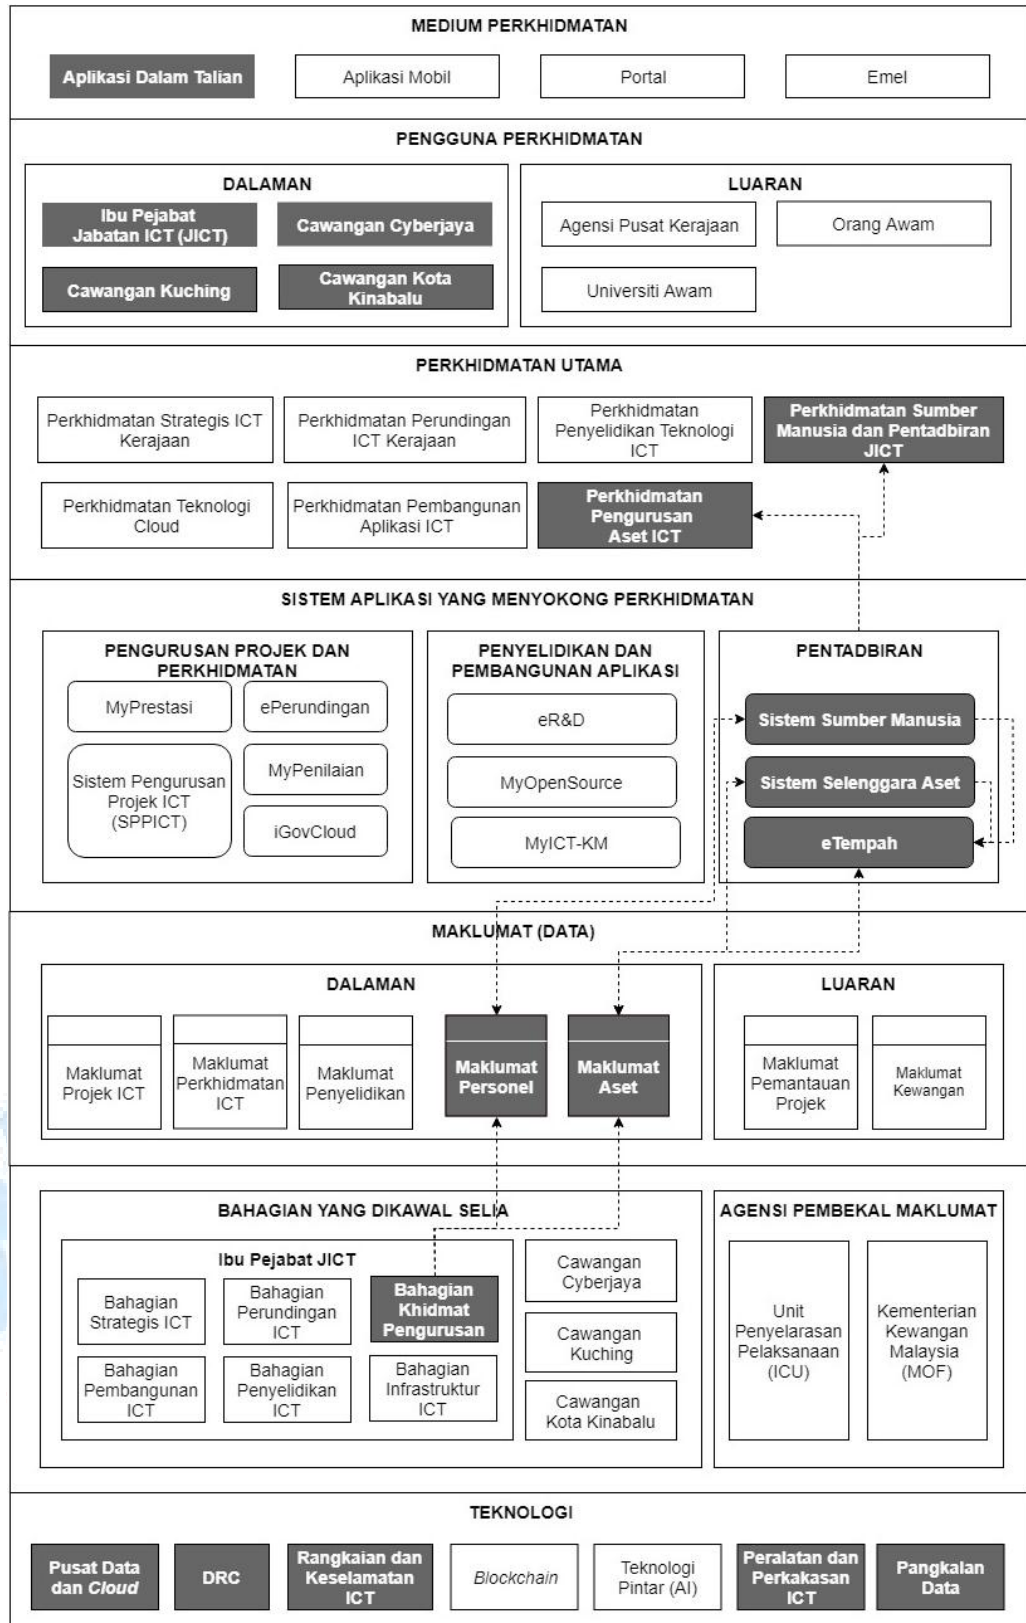 MEDIUM PERKHIDMATAN
Aplikasi Dalam Talian
Aplikasi Mobil
Portal
Emel
PENGGUNA PERKHIDMATAN
DALAMAN
Ibu Pejabat
Jabatan ICT (JICT)
Cawangan Cyberjaya
Cawangan Kuching
Cawangan Kota
Kinabalu
LUARAN
Agensi Pusat Kerajaan
Orang Awam
Universiti Awam
PERKHIDMATAN UTAMA
Perkhidmatan Strategis ICT
Kerajaan
Perkhidmatan Perundingan
ICT Kerajaan
Perkhidmatan
Penyelidikan Teknologi
ICT
Perkhidmatan Sumber
Manusia dan Pentadbiran
JICT
Perkhidmatan Teknologi
Cloud
Perkhidmatan Pembangunan
Aplikasi ICT
Perkhidmatan
Pengurusan
Aset ICT
SISTEM APLIKASI YANG MENYOKONG PERKHIDMATAN
PENGURUSAN PROJEK DAN
PERKHIDMATAN
MyPrestasi
ePerundingan
Sistem Pengurusan
Projek ICT
(SPPICT)
MyPenilaian
iGovCloud
PENYELIDIKAN DAN
PEMBANGUNAN APLIKASI
eR&D
MyOpenSource
MyICT-KM
PENTADBIRAN
Sistem Sumber Manusia
Sistem Selenggara Aset
eTempah
MAKLUMAT (DATA)
DALAMAN
Maklumat
Projek ICT
Maklumat
Perkhidmatan
ICT
Maklumat
Penyelidikan
Maklumat
Personel
Maklumat
Aset
LUARAN
Maklumat
Pemantauan
Projek
Maklumat
Kewangan
BAHAGIAN YANG DIKAWAL SELIA
Ibu Pejabat JICT
Bahagian
Strategis ICT
Bahagian
Perundingan
ICT
Bahagian
Khidmat
Pengurusan
Bahagian
Pembangunan
ICT
Bahagian
Penyelidikan
ICT
Bahagian
Infrastruktur
ICT
Cawangan
Cyberjaya
Cawangan
Kuching
Cawangan
Kota Kinabalu
AGENSI PEMBEKAL MAKLUMAT
Unit
Penyelarasan
Pelaksanaan
(ICU)
Kementerian
Kewangan
Malaysia
(MOF)
TEKNOLOGI
Pusat Data
dan Cloud
DRC
Rangkaian dan
Keselamatan
ICT
Blockchain
Teknologi
Pintar (AI)
Peralatan dan
Perkakasan
ICT
Pangkalan
Data